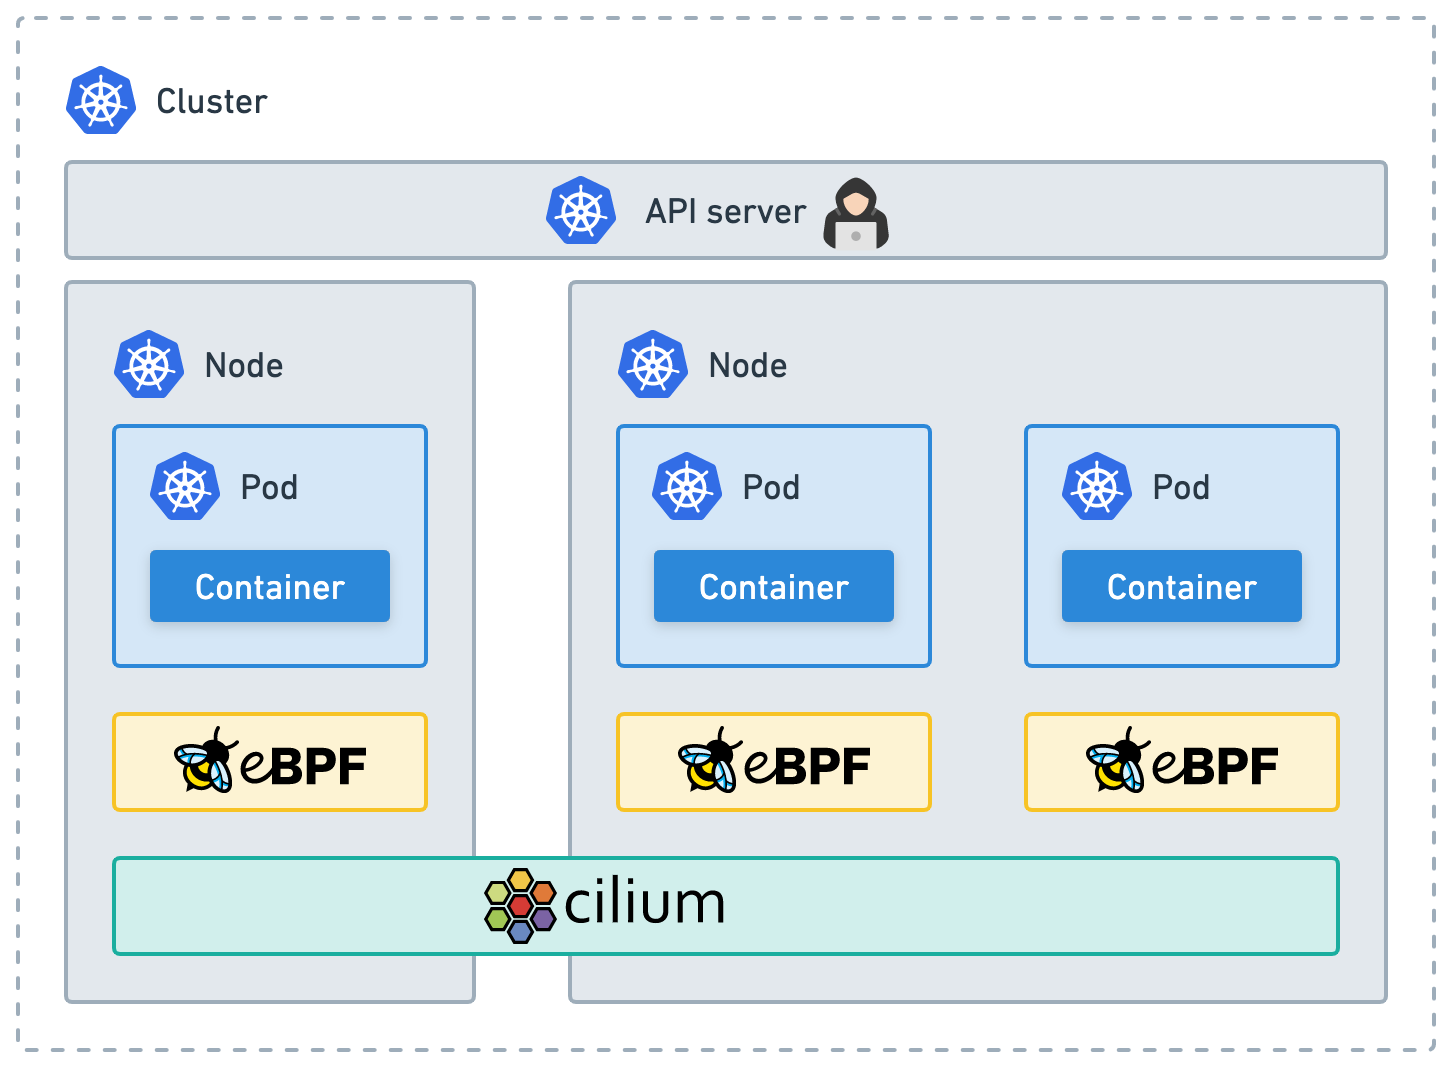 Cluster
API server
Node
Node
Pod
Pod
Pod
Container
Container
Container
eBPF
eBPF
eBPF
cilium